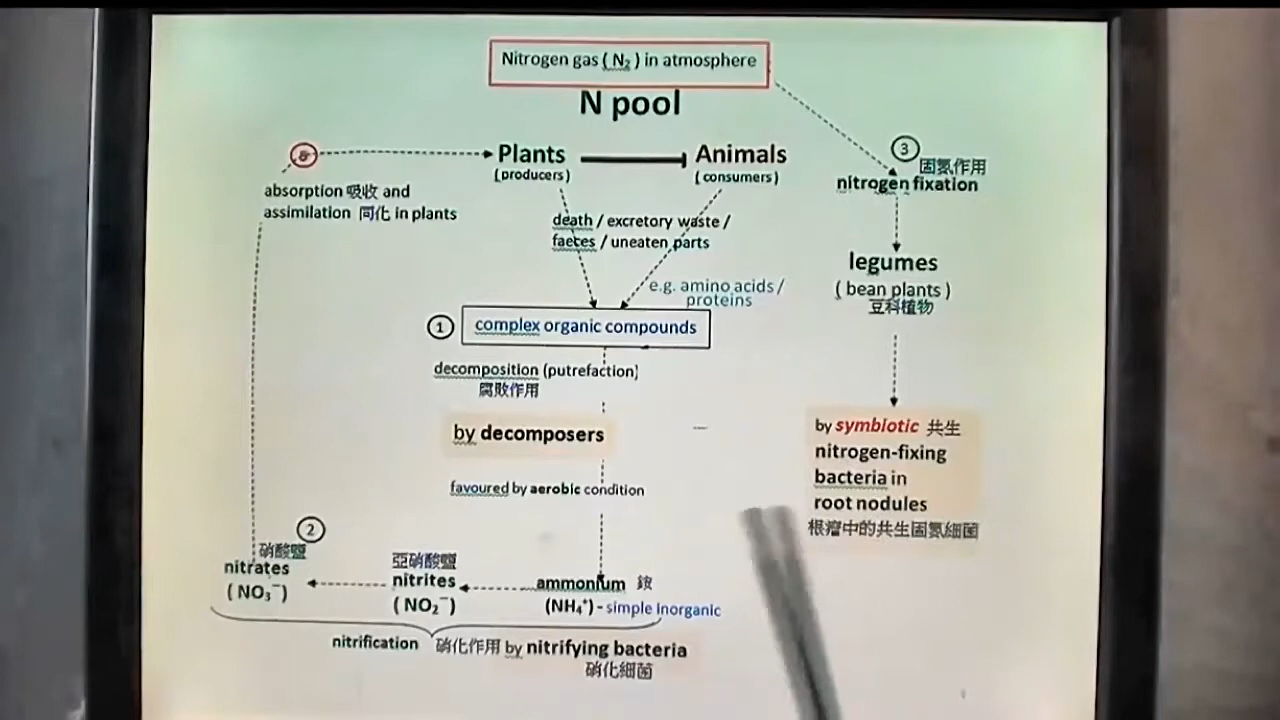 Nitrogen gas ( N₂ ) in atmosphere
N pool
Plants
(producers)
Animals
(consumers)
absorption 吸收 and
assimilation 同化 in plants
death / excretory waste /
faeces / uneaten parts
e.g. amino acids /
proteins
① complex organic compounds
decomposition (putrefaction)
腐敗作用
by decomposers
favoured by aerobic condition
ammonium 銨
(NH₄⁺) - simple Inorganic
亞硝酸鹽
nitrites
(NO₂⁻)
②
硝酸鹽
nitrates
(NO₃⁻)
nitrification 硝化作用 by nitrifying bacteria
硝化細菌
③
固氮作用
nitrogen fixation
legumes
( bean plants )
豆科植物
by symbiotic 共生
nitrogen-fixing
bacteria in
root nodules
根瘤中的共生固氮細菌